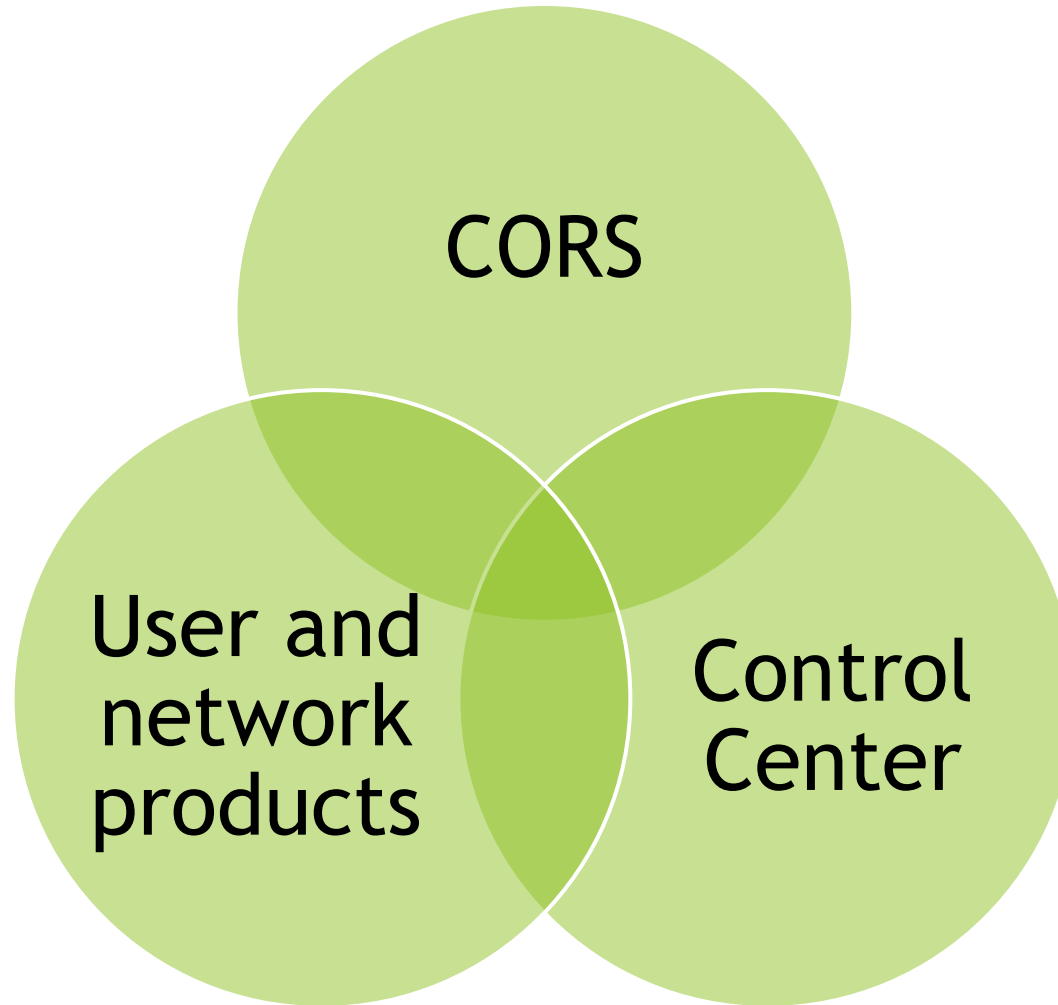 CORS
User and
network
products
Control
Center